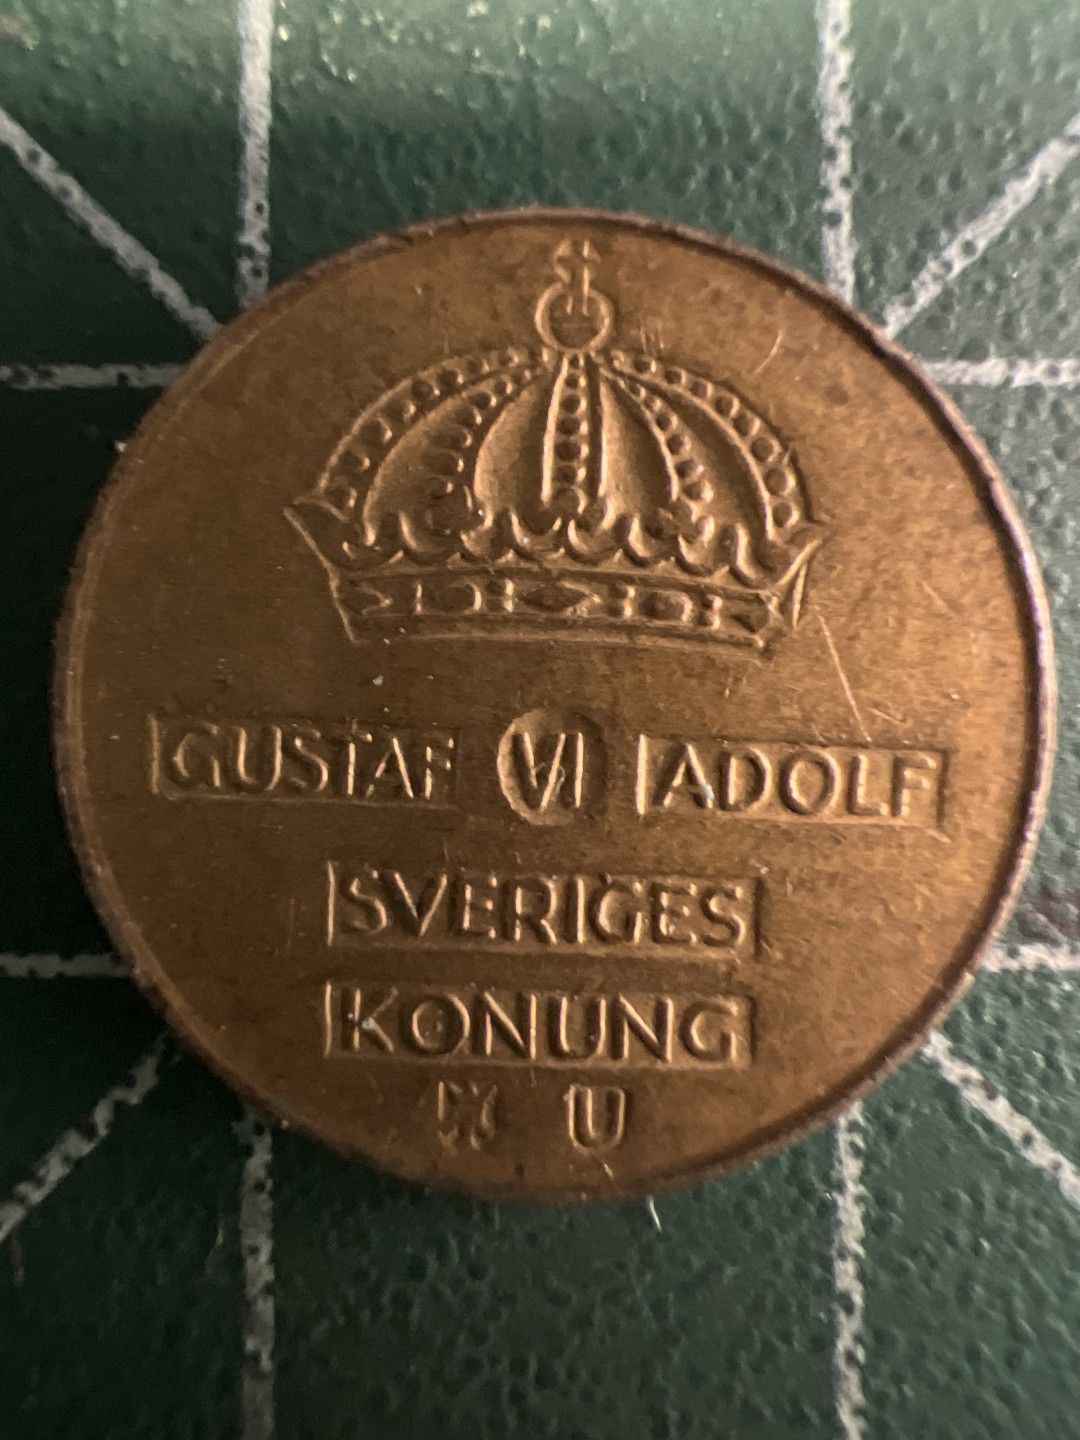 GUSTAF VI ADOLF
SVERIGES
KONUNG
U